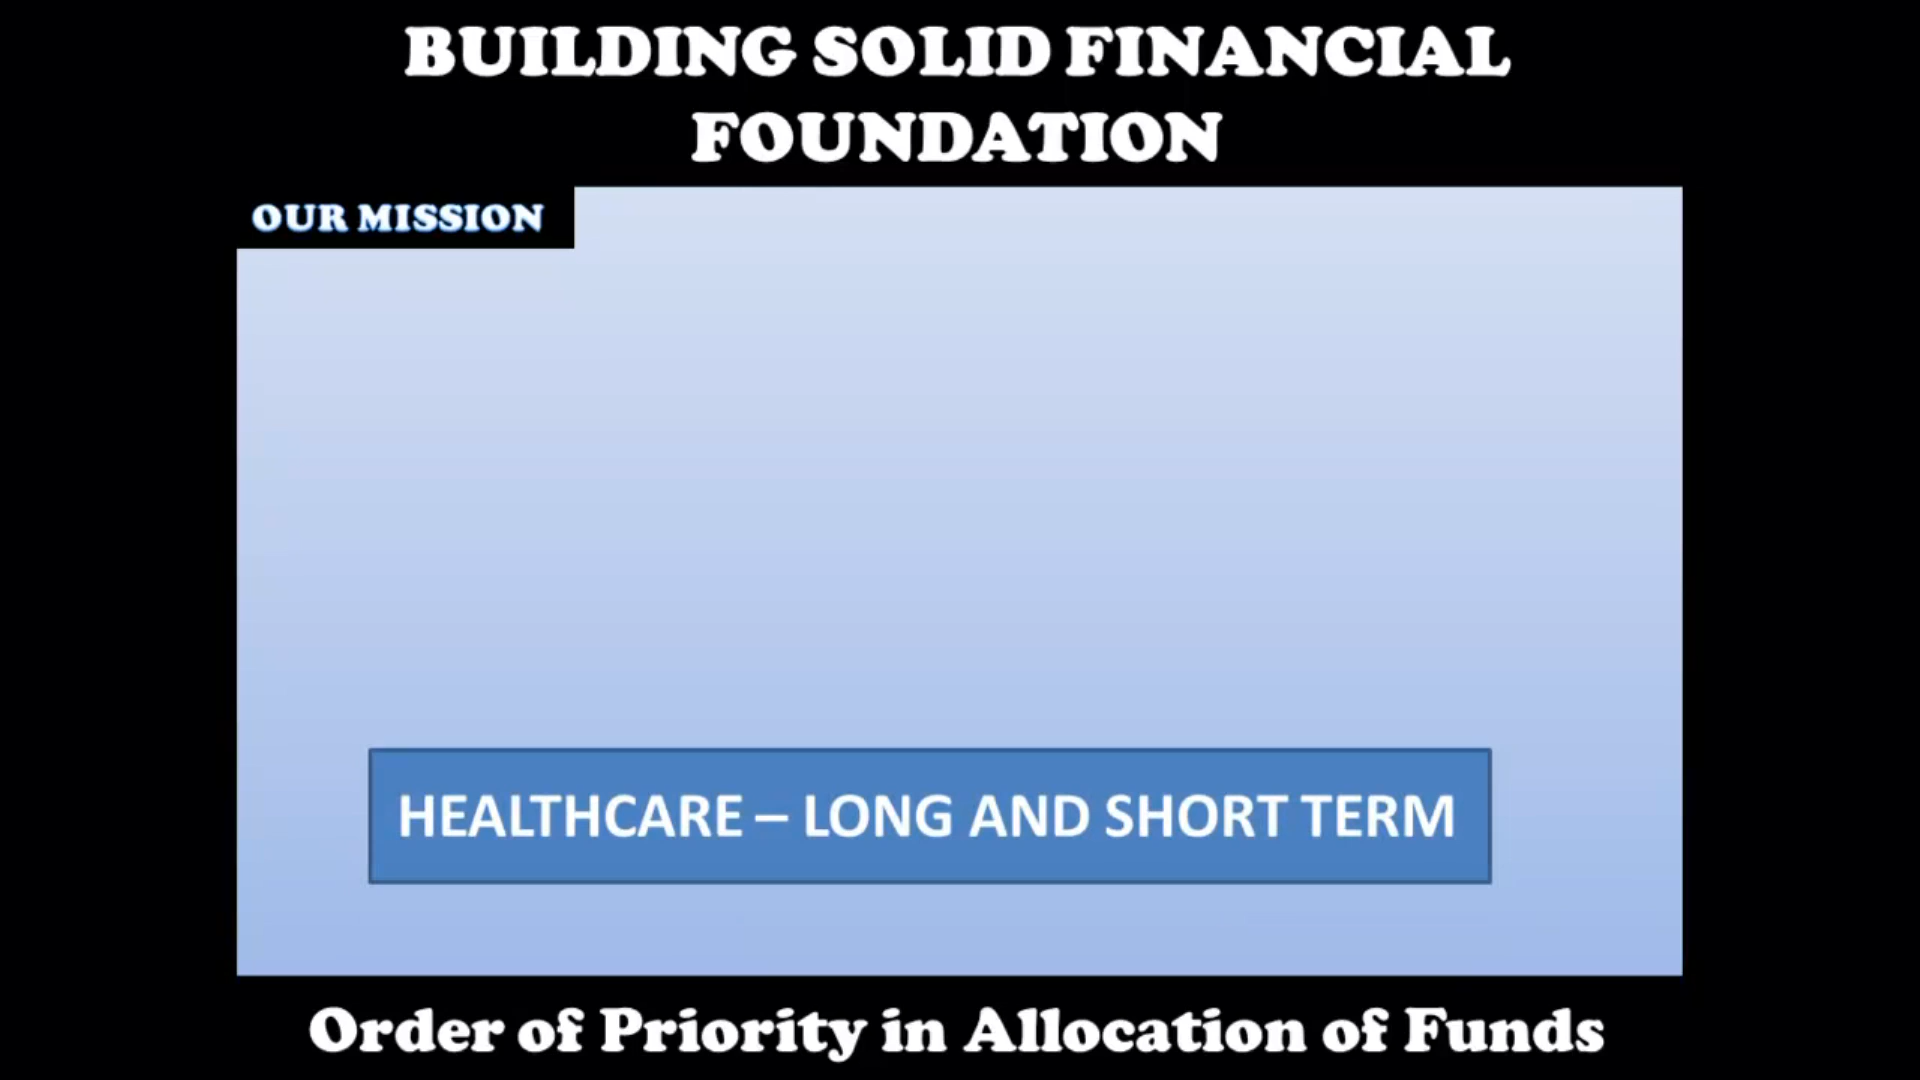 BUILDING SOLID FINANCIAL
FOUNDATION
OUR MISSION
HEALTHCARE – LONG AND SHORT TERM
Order of Priority in Allocation of Funds